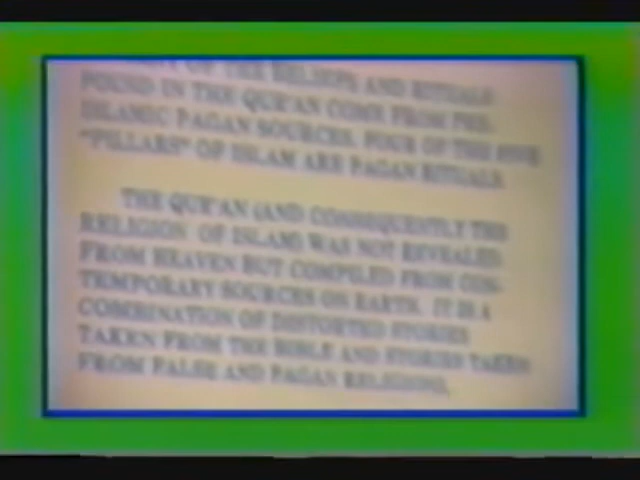 OF THE BELIEFS AND RITUALS
FOUND IN THE QUR'AN COME FROM PRE-
ISLAMIC PAGAN SOURCES. FOUR OF THE FIVE
"PILLARS" OF ISLAM ARE PAGAN RITUALS.
THE QUR'AN (AND CONSEQUENTLY THE
RELIGION OF ISLAM) WAS NOT REVEALED
FROM HEAVEN BUT COMPILED FROM CON-
TEMPORARY SOURCES ON EARTH. IT IS A
COMBINATION OF DISTORTED STORIES
TAKEN FROM THE BIBLE AND STORIES TAKEN
FROM FALSE AND PAGAN RELIGIONS.